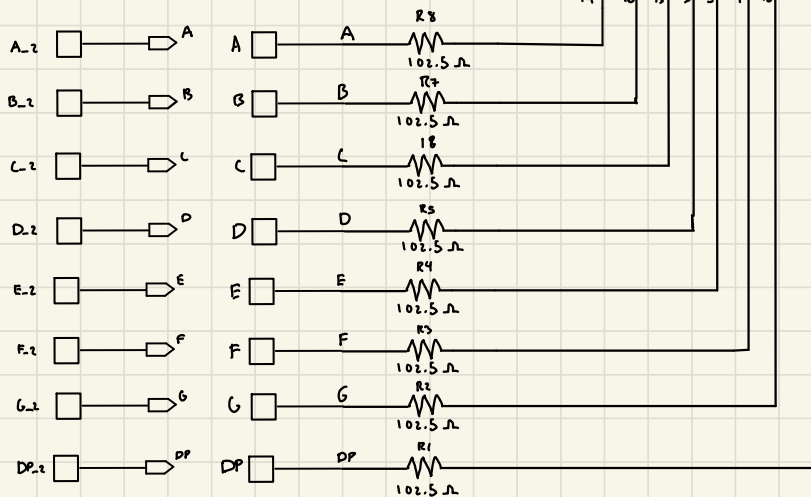 R8
A_2 A A A
102.5 Ω
R7
B_2 B B B
102.5 Ω
18
C_2 C C C
102.5 Ω
R5
D_2 D D D
102.5 Ω
R4
E_2 E E E
102.5 Ω
R3
F_2 F F F
102.5 Ω
R2
G_2 G G G
102.5 Ω
R1
DP_2 DP DP DP
102.5 Ω